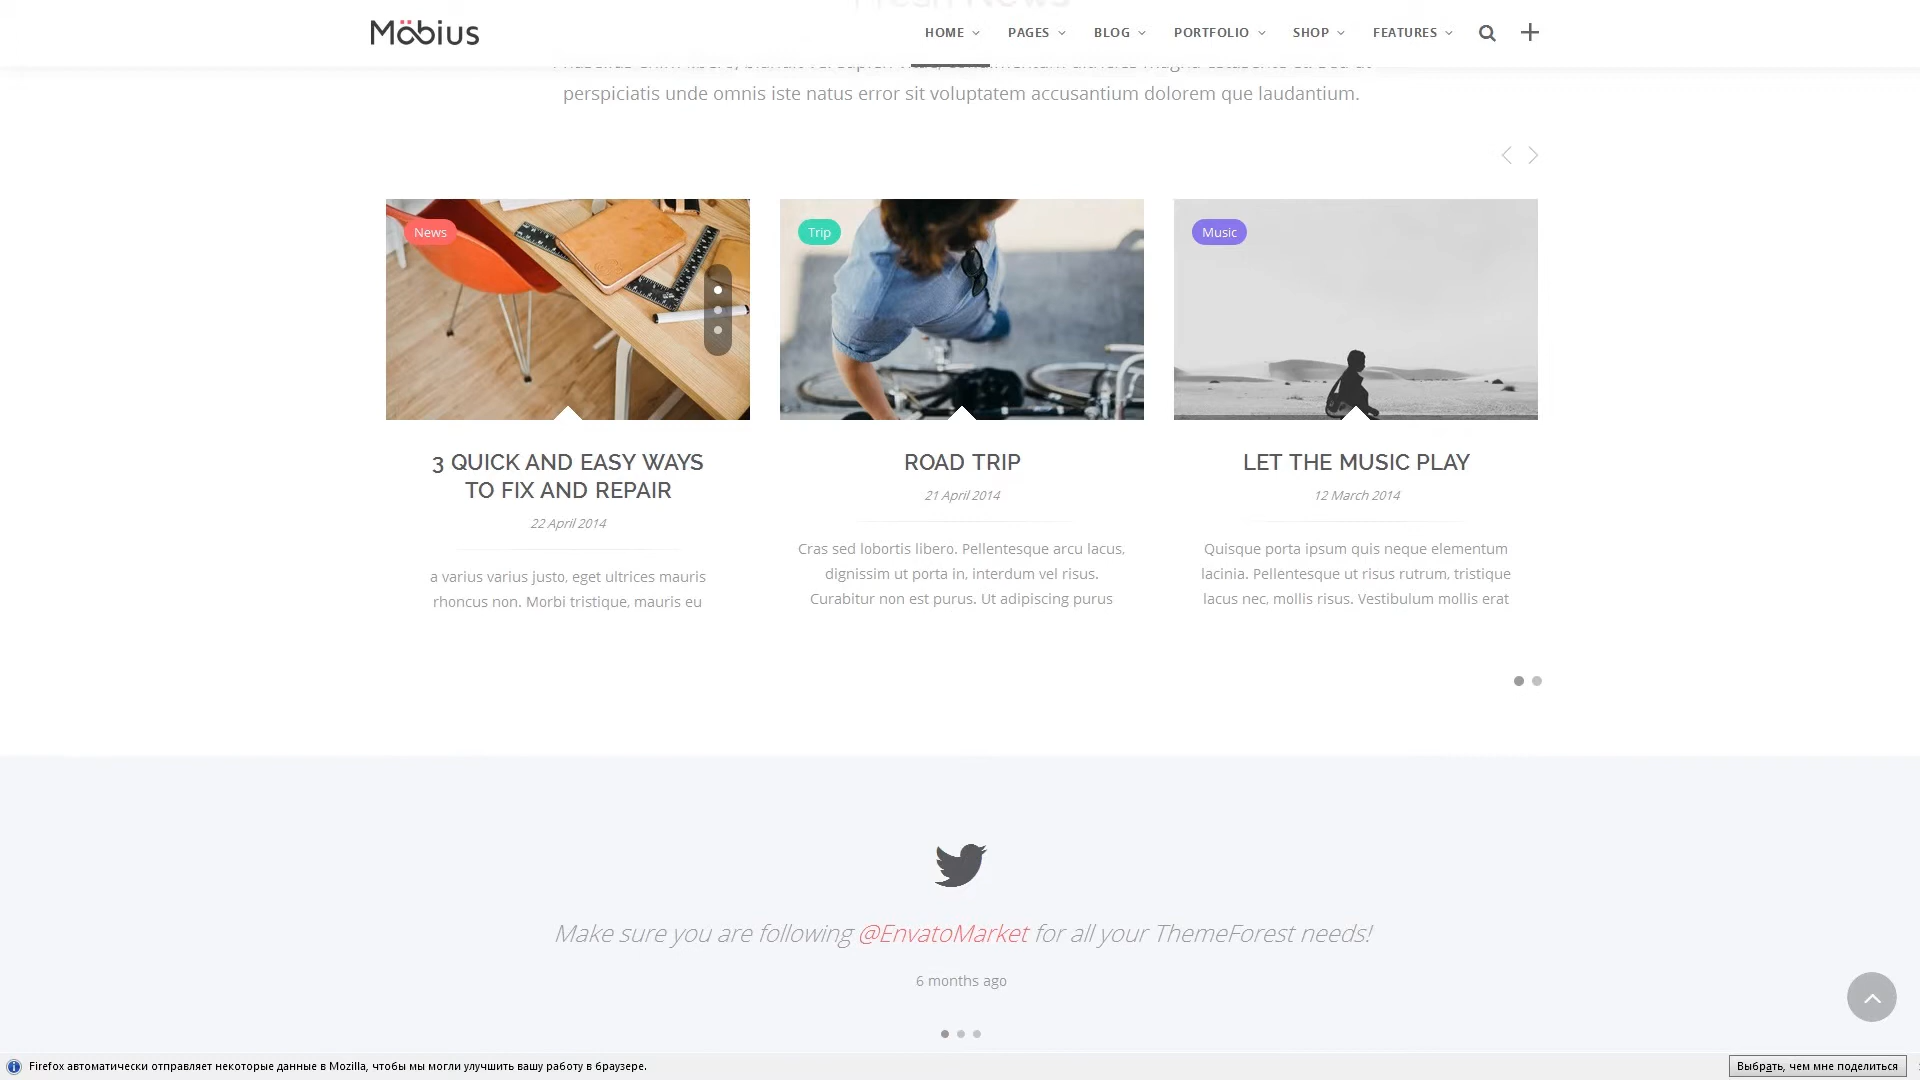 Möbius
HOME
PAGES
BLOG
PORTFOLIO
SHOP
FEATURES
perspiciatis unde omnis iste natus error sit voluptatem accusantium dolorem que laudantium.
News
Trip
Music
3 QUICK AND EASY WAYS
TO FIX AND REPAIR
22 April 2014
a varius varius justo, eget ultrices mauris
rhoncus non. Morbi tristique, mauris eu
ROAD TRIP
21 April 2014
Cras sed lobortis libero. Pellentesque arcu lacus,
dignissim ut porta in, interdum vel risus.
Curabitur non est purus. Ut adipiscing purus
LET THE MUSIC PLAY
12 March 2014
Quisque porta ipsum quis neque elementum
lacinia. Pellentesque ut risus rutrum, tristique
lacus nec, mollis risus. Vestibulum mollis erat
Make sure you are following @EnvatoMarket for all your ThemeForest needs!
6 months ago
Firefox автоматически отправляет некоторые данные в Mozilla, чтобы мы могли улучшить вашу работу в браузере.
Выбрать, чем мне поделиться